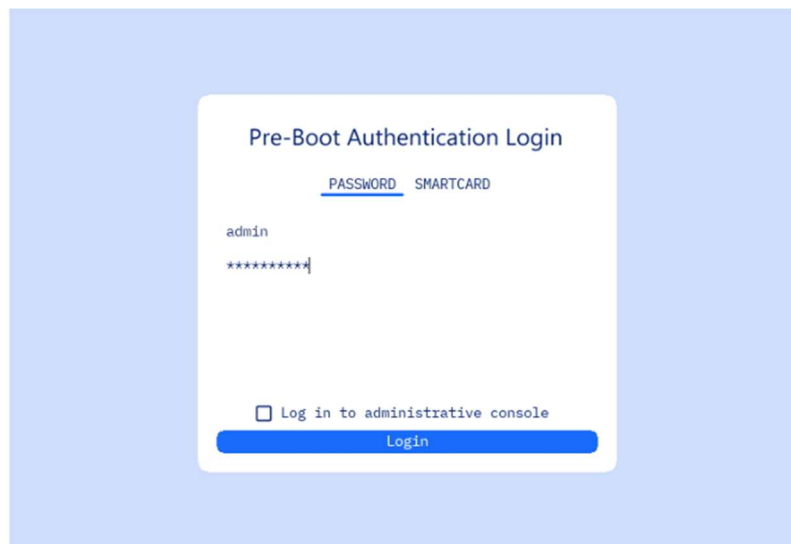 Pre-Boot Authentication Login
PASSWORD SMARTCARD
admin
**********
Log in to administrative console
Login